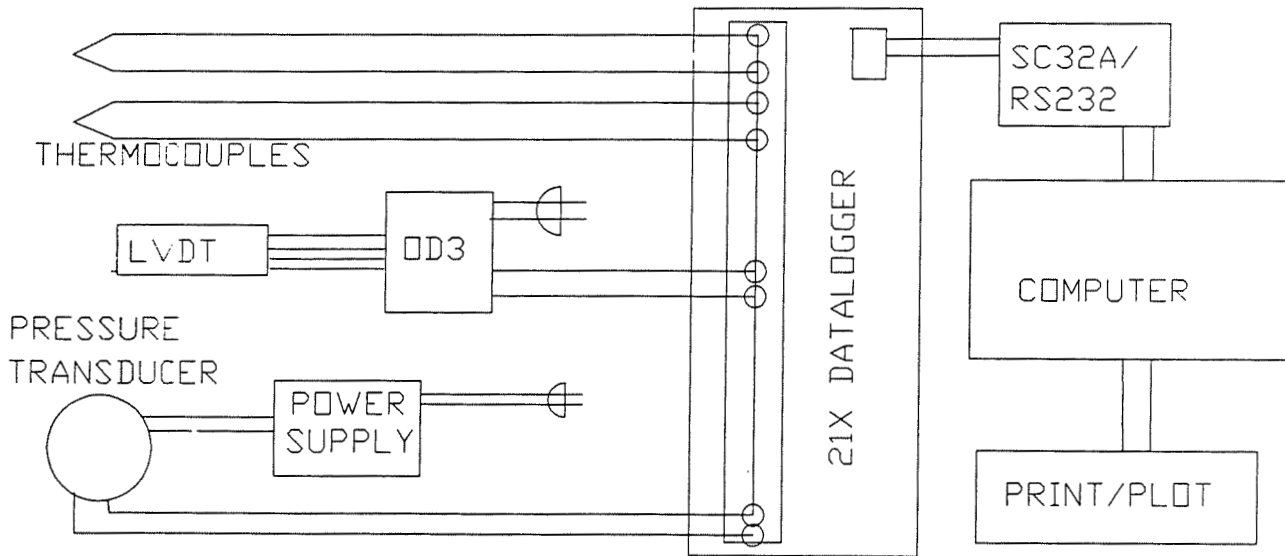 THERMOCOUPLES
LVDT
OD3
PRESSURE
TRANSDUCER
POWER
SUPPLY
21X DATALOGGER
SC32A/
RS232
COMPUTER
PRINT/PLOT